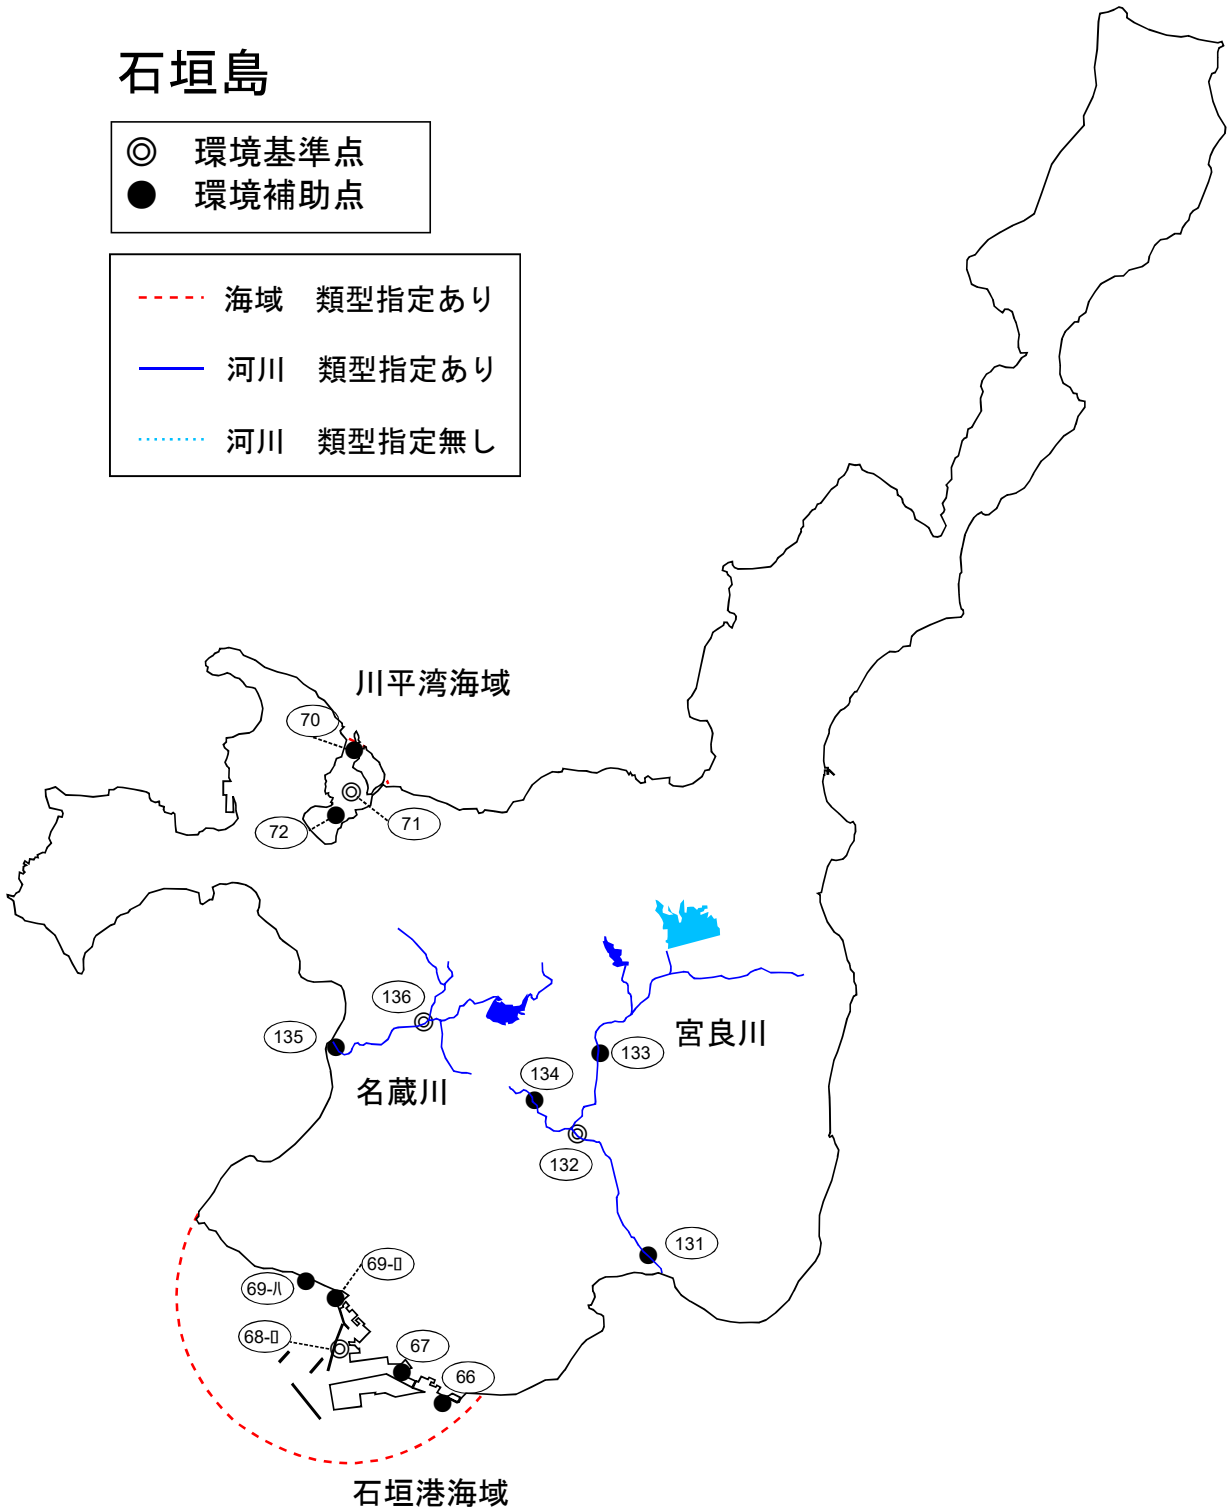 石垣島
環境基準点
環境補助点
海域 類型指定あり
河川 類型指定あり
河川 類型指定無し
川平湾海域
70
71
72
136
135
名蔵川
宮良川
133
134
132
131
69-ロ
69-ハ
68-ロ
67
66
石垣港海域